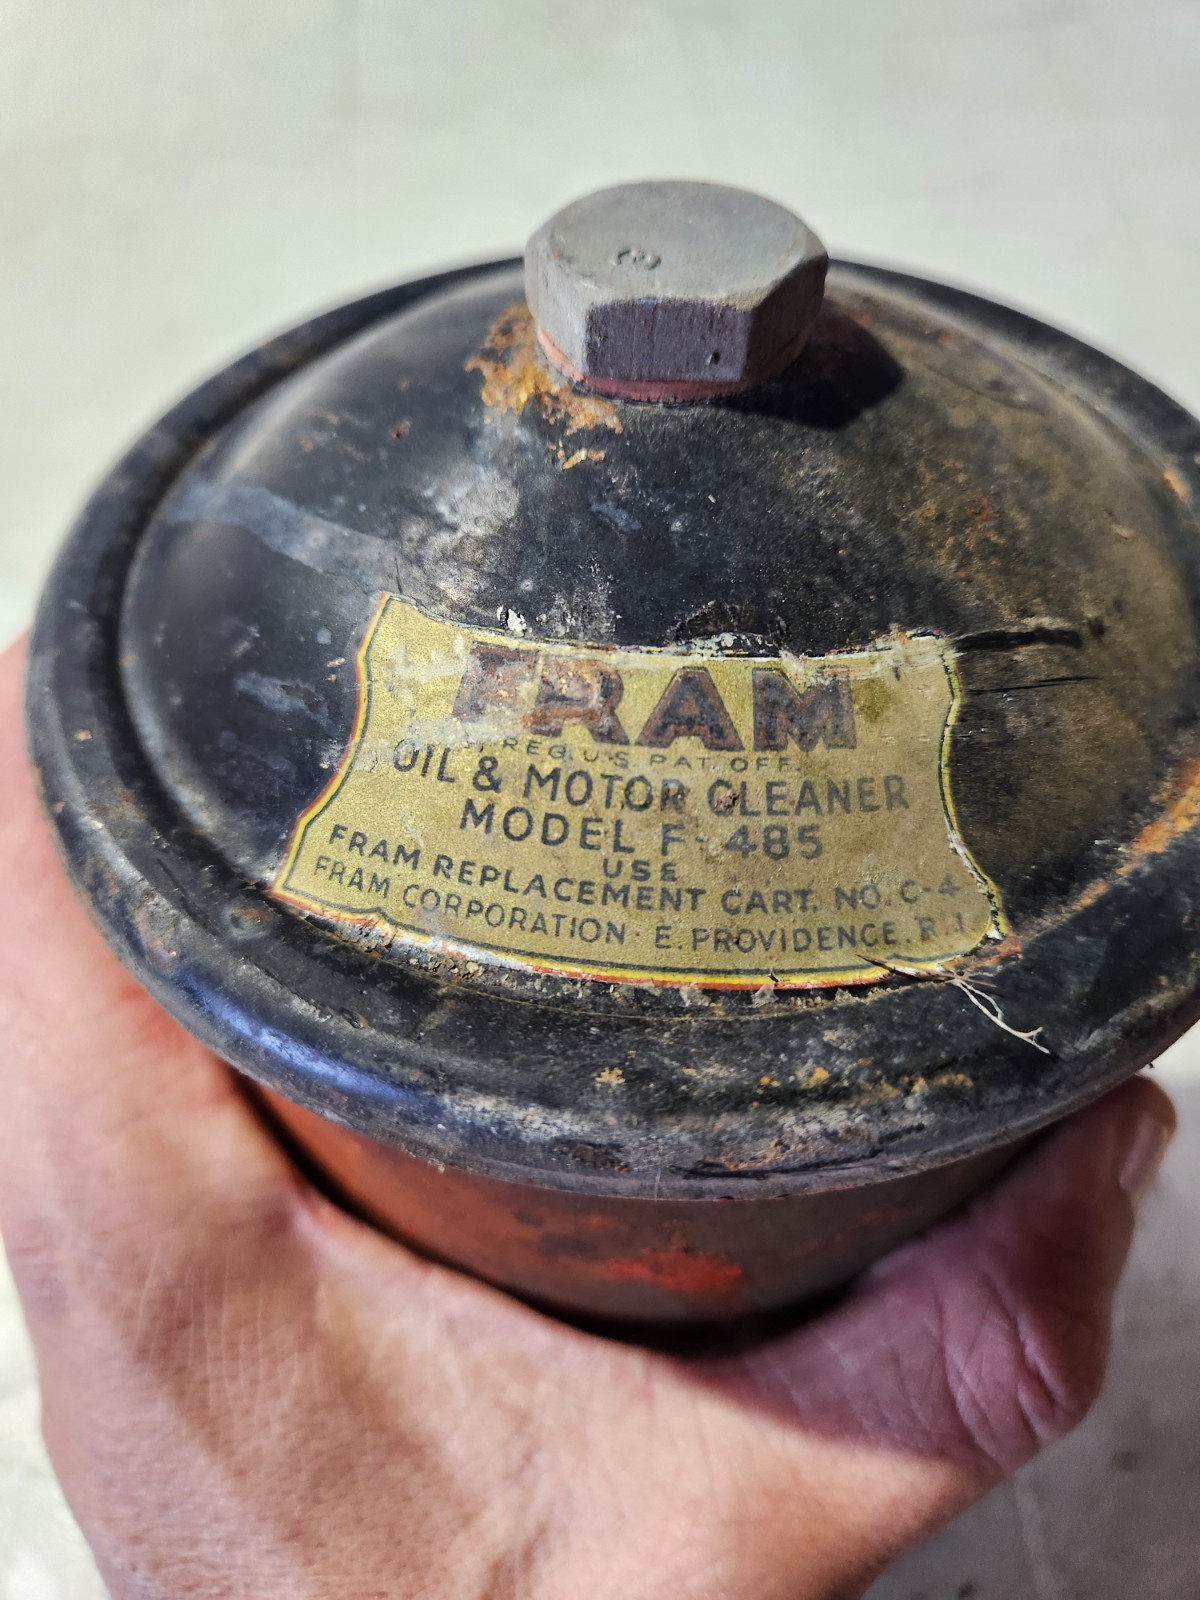 FRAM
REG. U.S. PAT. OFF.
OIL & MOTOR CLEANER
MODEL F-485
USE
FRAM REPLACEMENT CART. NO. C-4
FRAM CORPORATION · E. PROVIDENCE, R.I.